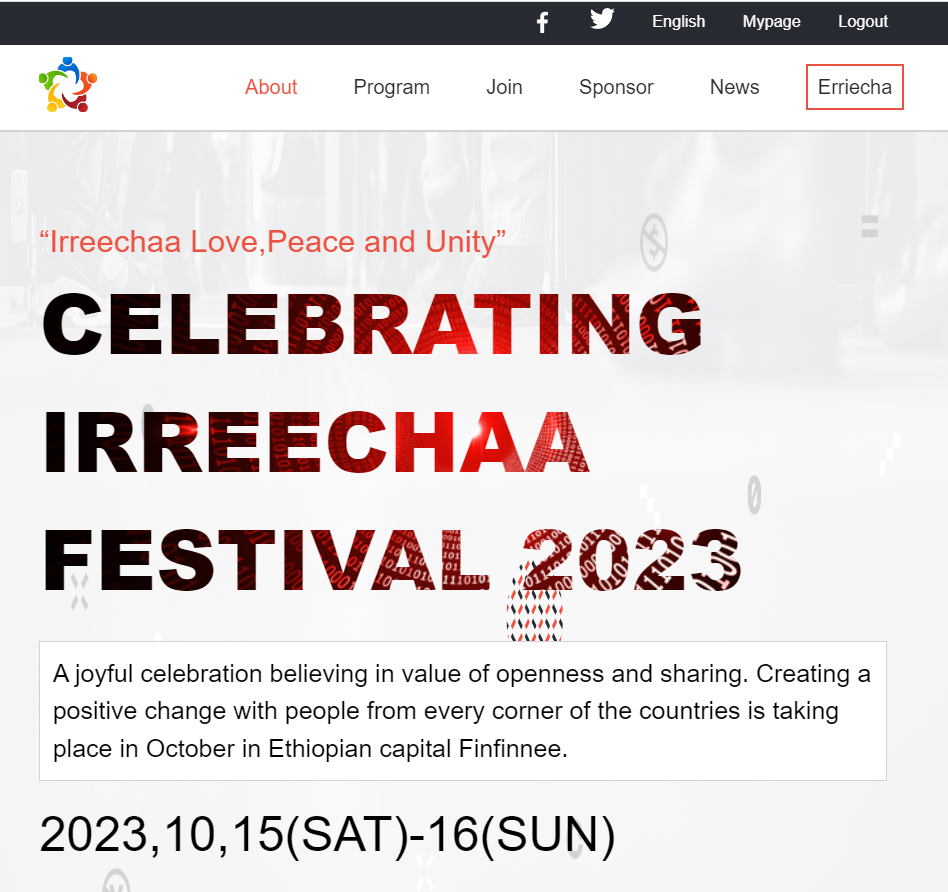 English Mypage Logout
About Program Join Sponsor News Erriecha
“Irreechaa Love,Peace and Unity”
CELEBRATING
IRREECHAA
FESTIVAL 2023
A joyful celebration believing in value of openness and sharing. Creating a
positive change with people from every corner of the countries is taking
place in October in Ethiopian capital Finfinnee.
2023,10,15(SAT)-16(SUN)